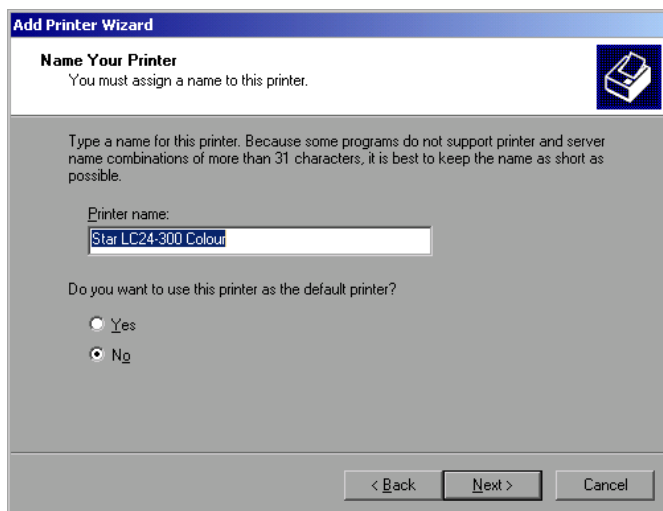 Add Printer Wizard
Name Your Printer
You must assign a name to this printer.
Type a name for this printer. Because some programs do not support printer and server
name combinations of more than 31 characters, it is best to keep the name as short as
possible.
Printer name:
Star LC24-300 Colour
Do you want to use this printer as the default printer?
Yes
No
< Back
Next >
Cancel